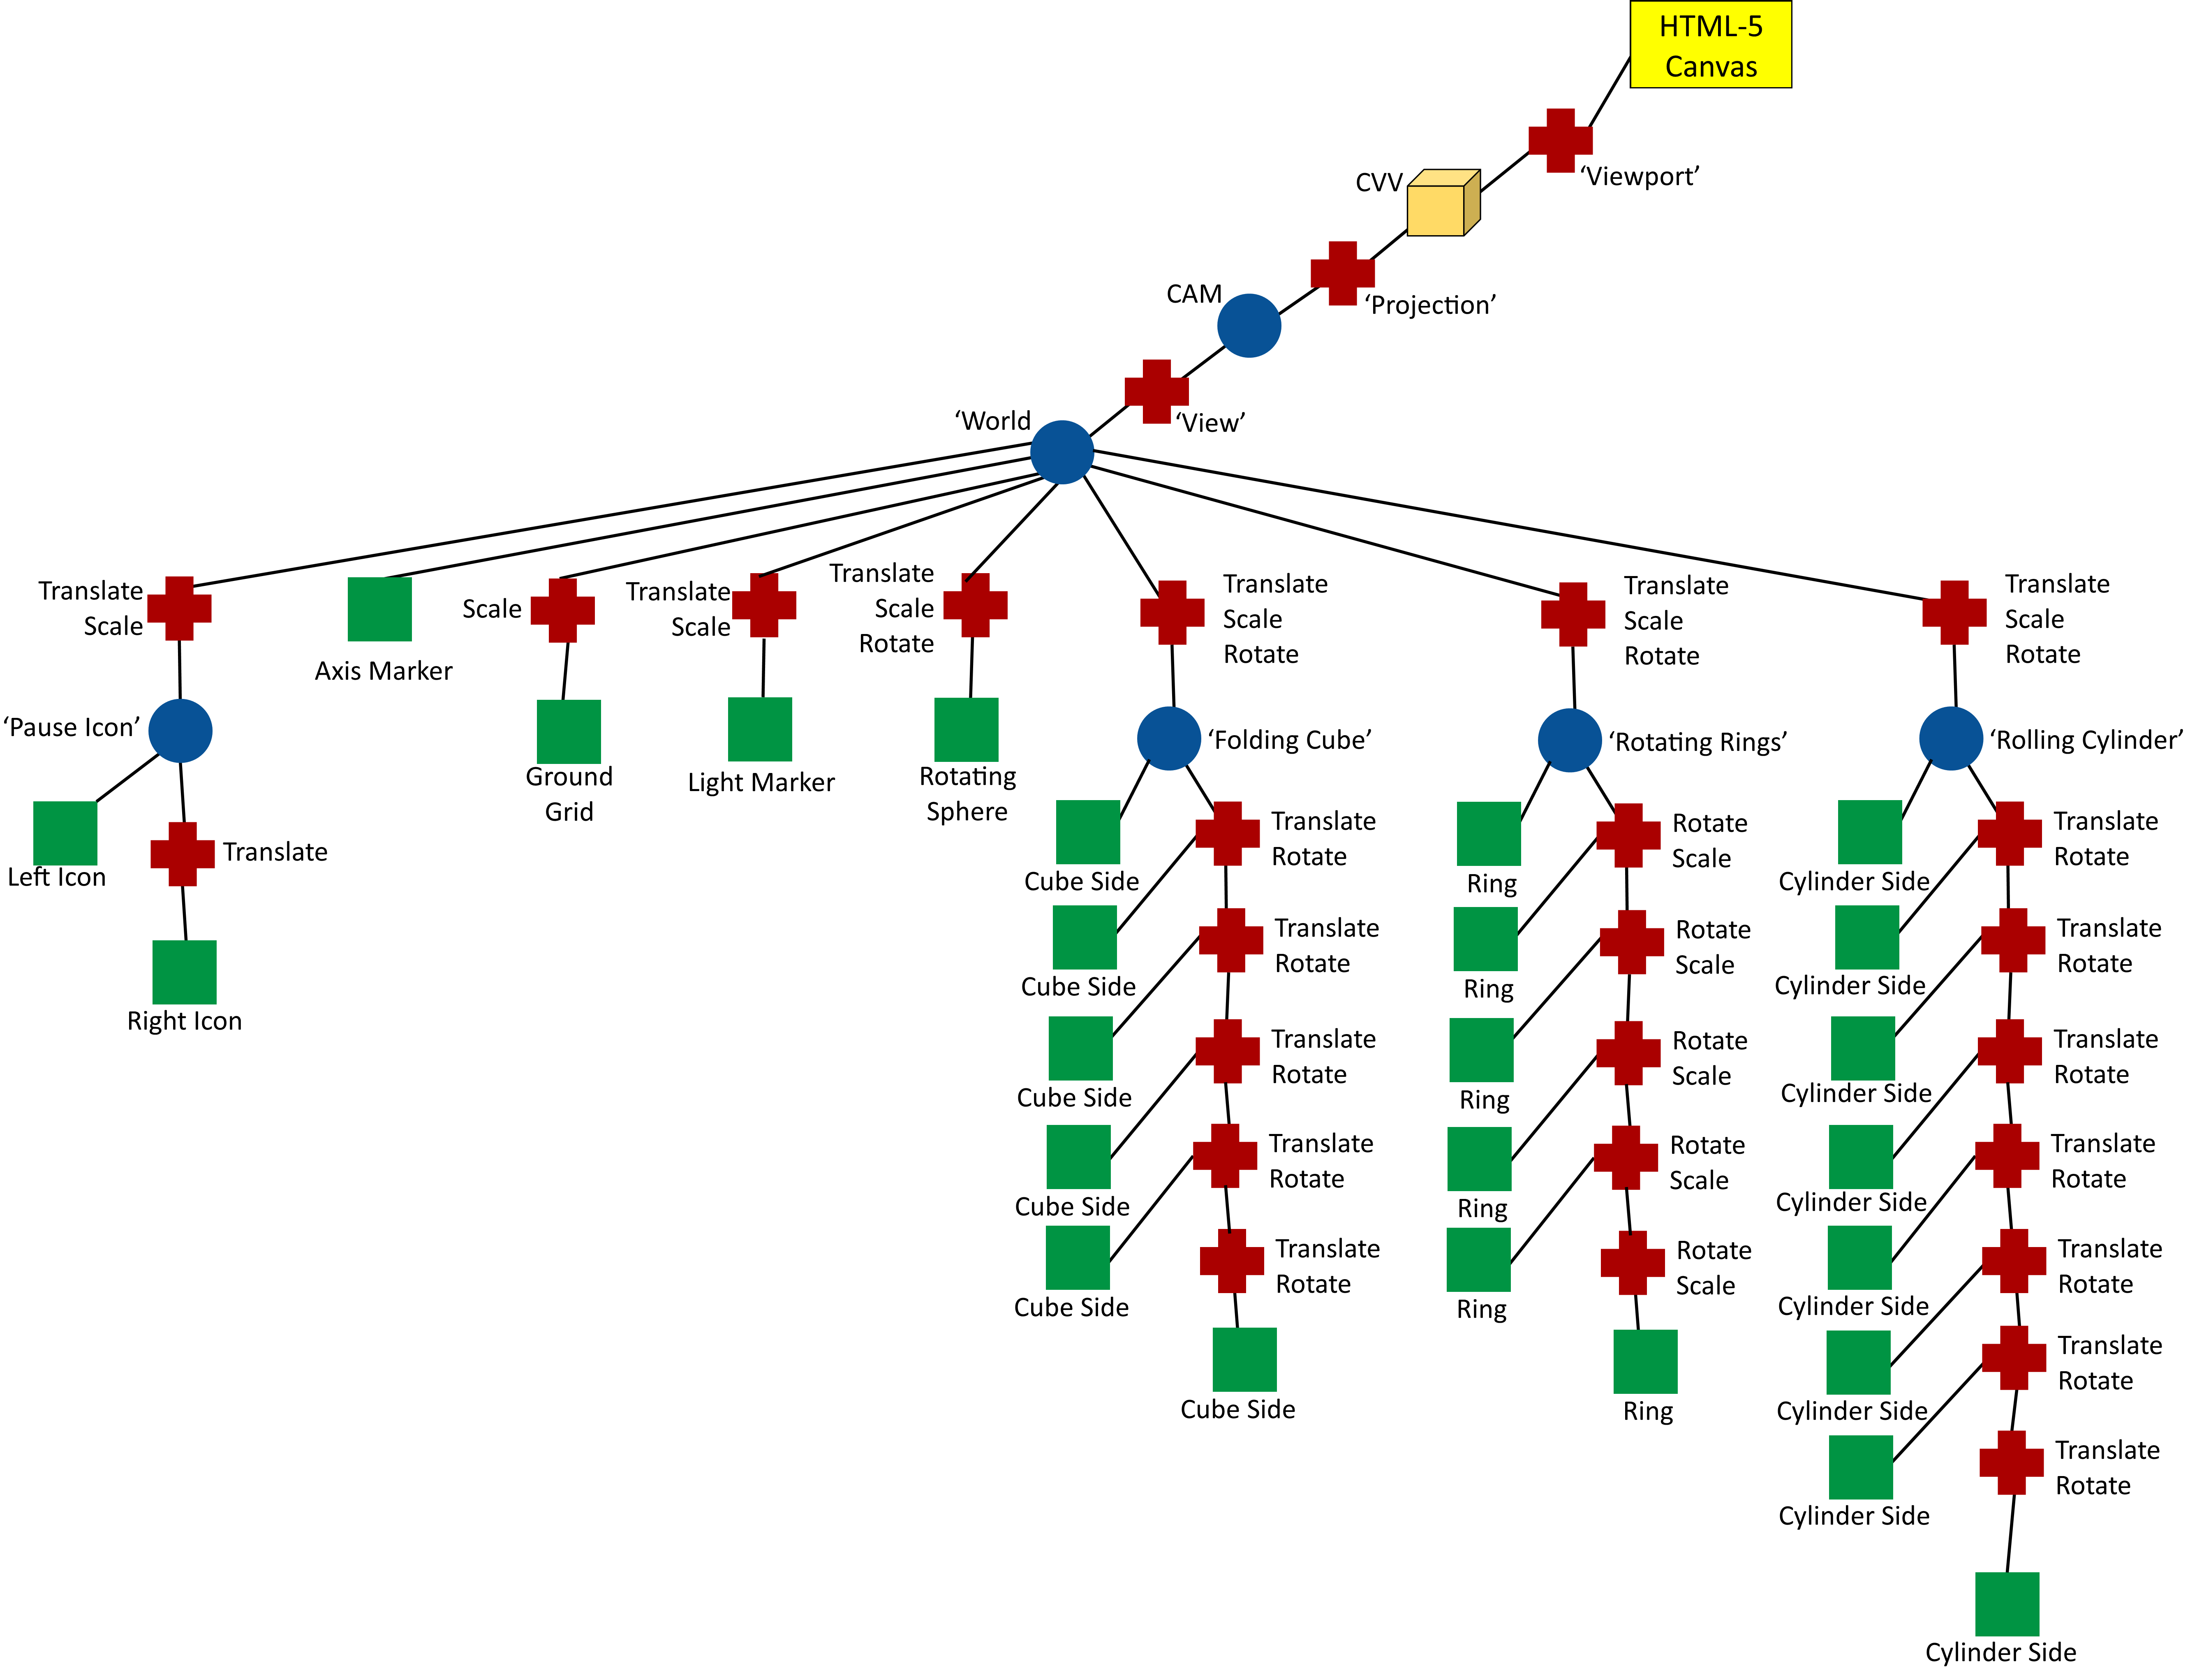 HTML-5
Canvas
‘Viewport’
CVV
‘Projection’
CAM
‘View’
‘World
Translate
Scale
‘Pause Icon’
Left Icon
Translate
Right Icon
Axis Marker
Scale
Ground
Grid
Translate
Scale
Light Marker
Translate
Scale
Rotate
Rotating
Sphere
Translate
Scale
Rotate
‘Folding Cube’
Cube Side
Translate
Rotate
Cube Side
Translate
Rotate
Cube Side
Translate
Rotate
Cube Side
Translate
Rotate
Cube Side
Translate
Rotate
Cube Side
Translate
Scale
Rotate
‘Rotating Rings’
Ring
Rotate
Scale
Ring
Rotate
Scale
Ring
Rotate
Scale
Ring
Rotate
Scale
Ring
Rotate
Scale
Ring
Translate
Scale
Rotate
‘Rolling Cylinder’
Cylinder Side
Translate
Rotate
Cylinder Side
Translate
Rotate
Cylinder Side
Translate
Rotate
Cylinder Side
Translate
Rotate
Cylinder Side
Translate
Rotate
Cylinder Side
Translate
Rotate
Cylinder Side
Translate
Rotate
Cylinder Side